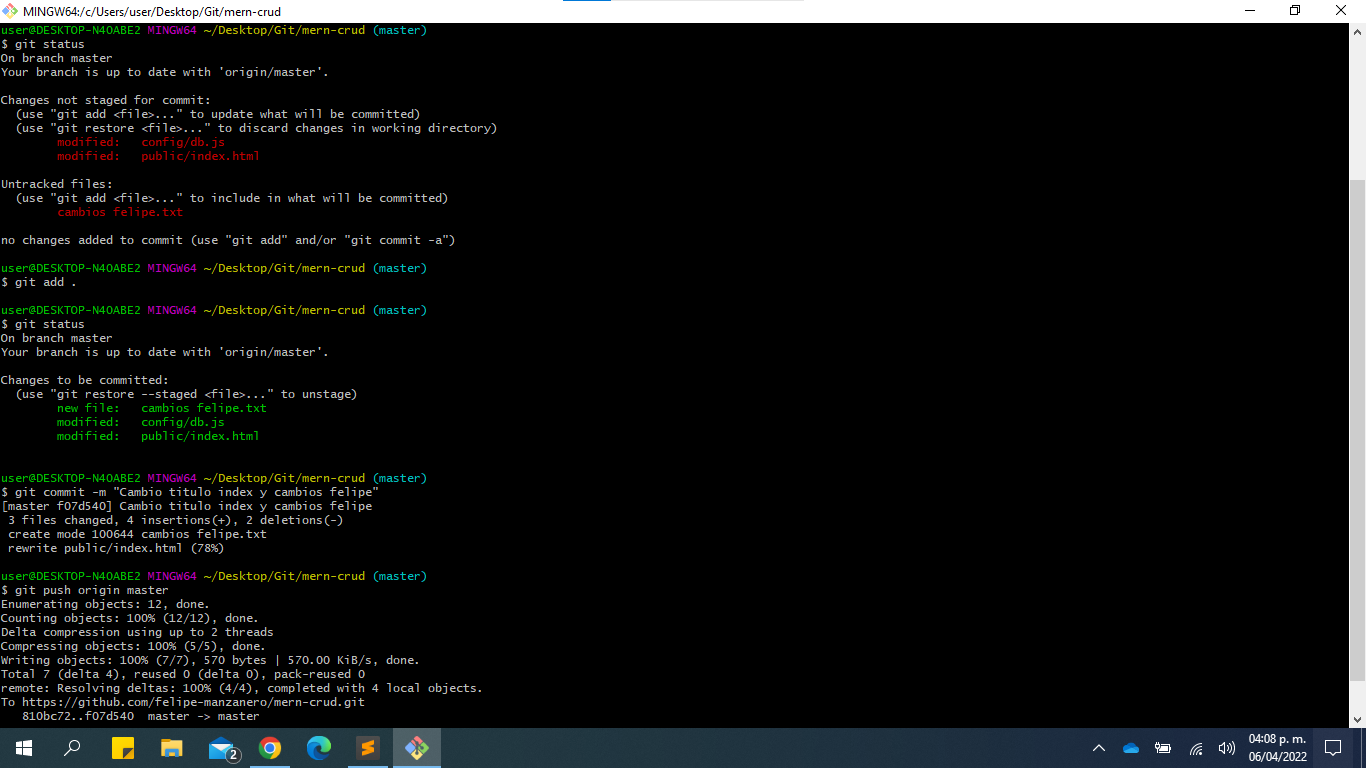 MINGW64:/c/Users/user/Desktop/Git/mern-crud
user@DESKTOP-N4OABE2 MINGW64 ~/Desktop/Git/mern-crud (master)
$ git status
On branch master
Your branch is up to date with 'origin/master'.
Changes not staged for commit:
(use "git add <file>..." to update what will be committed)
(use "git restore <file>..." to discard changes in working directory)
modified:   config/db.js
modified:   public/index.html
Untracked files:
(use "git add <file>..." to include in what will be committed)
cambios felipe.txt
no changes added to commit (use "git add" and/or "git commit -a")
user@DESKTOP-N4OABE2 MINGW64 ~/Desktop/Git/mern-crud (master)
$ git add .
user@DESKTOP-N4OABE2 MINGW64 ~/Desktop/Git/mern-crud (master)
$ git status
On branch master
Your branch is up to date with 'origin/master'.
Changes to be committed:
(use "git restore --staged <file>..." to unstage)
new file:   cambios felipe.txt
modified:   config/db.js
modified:   public/index.html
user@DESKTOP-N4OABE2 MINGW64 ~/Desktop/Git/mern-crud (master)
$ git commit -m "Cambio titulo index y cambios felipe"
[master f07d540] Cambio titulo index y cambios felipe
3 files changed, 4 insertions(+), 2 deletions(-)
create mode 100644 cambios felipe.txt
rewrite public/index.html (78%)
user@DESKTOP-N4OABE2 MINGW64 ~/Desktop/Git/mern-crud (master)
$ git push origin master
Enumerating objects: 12, done.
Counting objects: 100% (12/12), done.
Delta compression using up to 2 threads
Compressing objects: 100% (5/5), done.
Writing objects: 100% (7/7), 570 bytes | 570.00 KiB/s, done.
Total 7 (delta 4), reused 0 (delta 0), pack-reused 0
remote: Resolving deltas: 100% (4/4), completed with 4 local objects.
To https://github.com/felipe-manzanero/mern-crud.git
810bc72..f07d540  master -> master
2
04:08 p. m.
06/04/2022